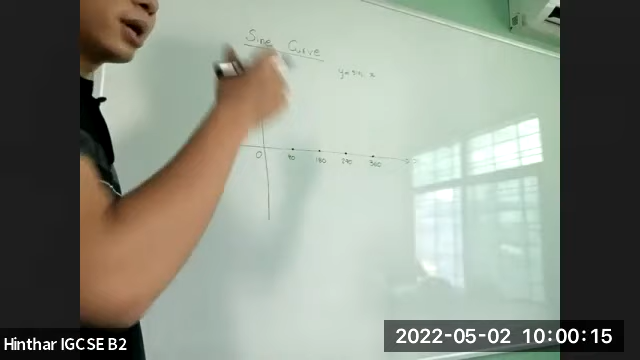 Sine Curve
y = sin x
0 90 180 270 360
Hinthar IGCSE B2
2022-05-02 10:00:15